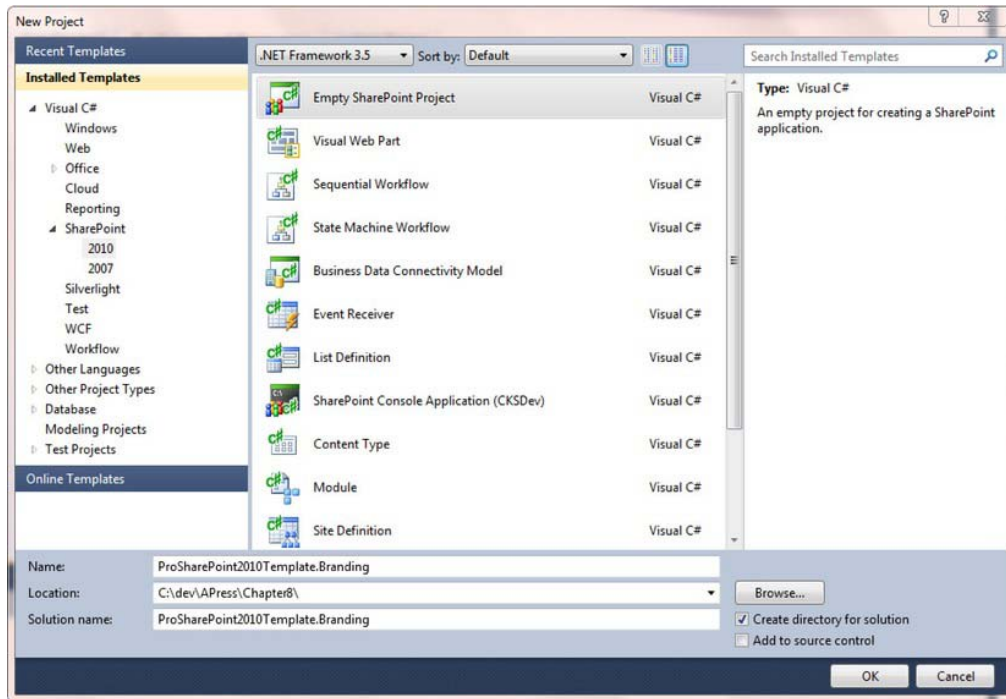 New Project
Recent Templates
Installed Templates
Visual C#
Windows
Web
Office
Cloud
Reporting
SharePoint
2010
2007
Silverlight
Test
WCF
Workflow
Other Languages
Other Project Types
Database
Modeling Projects
Test Projects
Online Templates
.NET Framework 3.5
Sort by: Default
Empty SharePoint Project Visual C#
Visual Web Part Visual C#
Sequential Workflow Visual C#
State Machine Workflow Visual C#
Business Data Connectivity Model Visual C#
Event Receiver Visual C#
List Definition Visual C#
SharePoint Console Application (CKSDev) Visual C#
Content Type Visual C#
Module Visual C#
Site Definition Visual C#
Search Installed Templates
Type: Visual C#
An empty project for creating a SharePoint
application.
Name: ProSharePoint2010Template.Branding
Location: C:\dev\APress\Chapter8\
Browse...
Solution name: ProSharePoint2010Template.Branding
Create directory for solution
Add to source control
OK Cancel